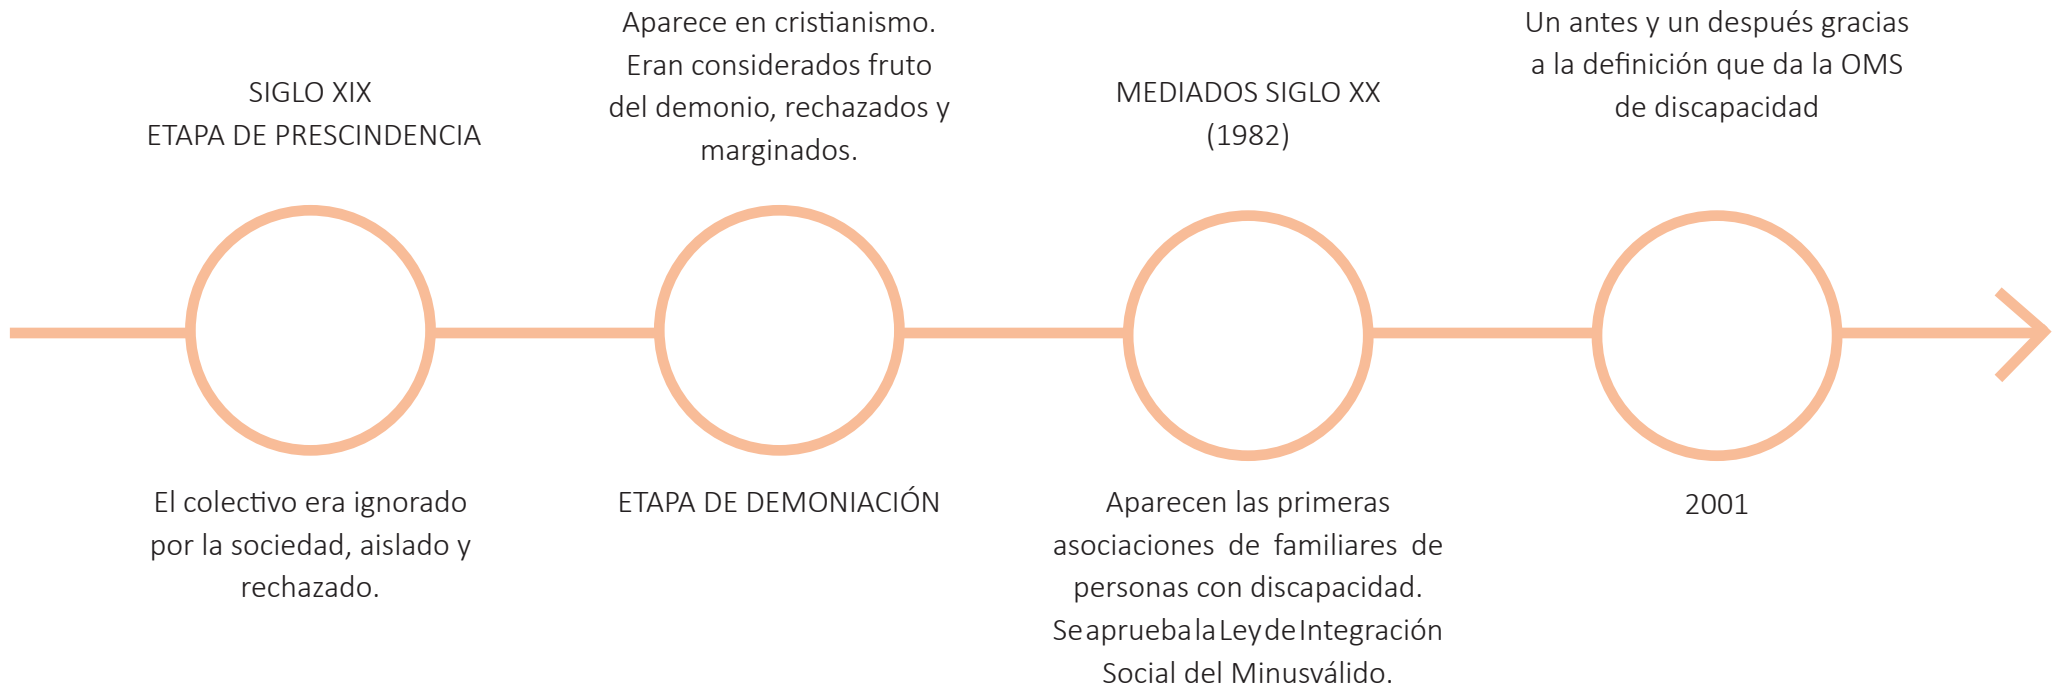 SIGLO XIX
ETAPA DE PRESCINDENCIA
El colectivo era ignorado
por la sociedad, aislado y
rechazado.
Aparece en cristianismo.
Eran considerados fruto
del demonio, rechazados y
marginados.
ETAPA DE DEMONIACIÓN
MEDIADOS SIGLO XX
(1982)
Aparecen las primeras
asociaciones de familiares de
personas con discapacidad.
Se aprueba la Ley de Integración
Social del Minusválido.
Un antes y un después gracias
a la definición que da la OMS
de discapacidad
2001